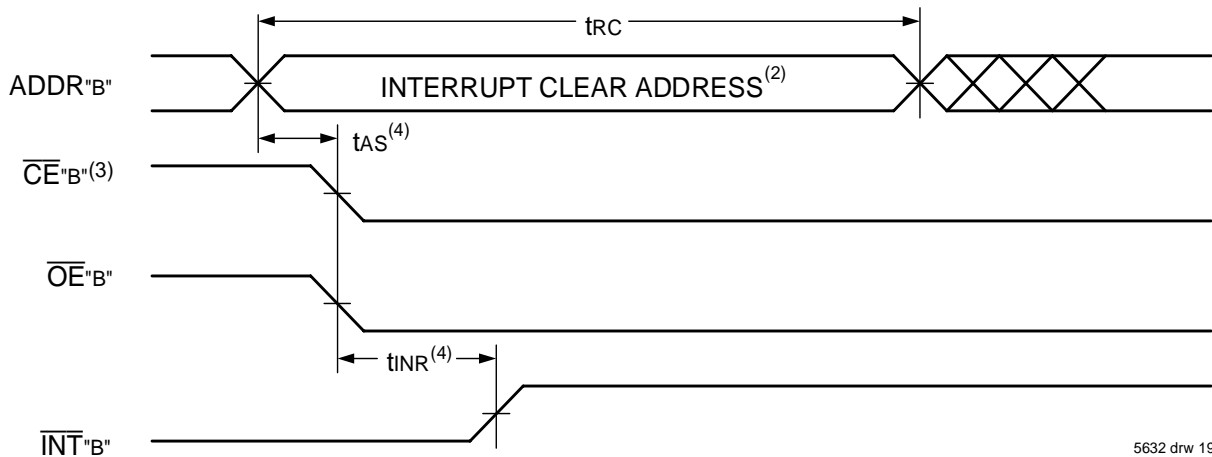 tRC
ADDR"B"
INTERRUPT CLEAR ADDRESS(2)
tAS(4)
CE"B"(3)
OE"B"
tINR(4)
INT"B"
5632 drw 19